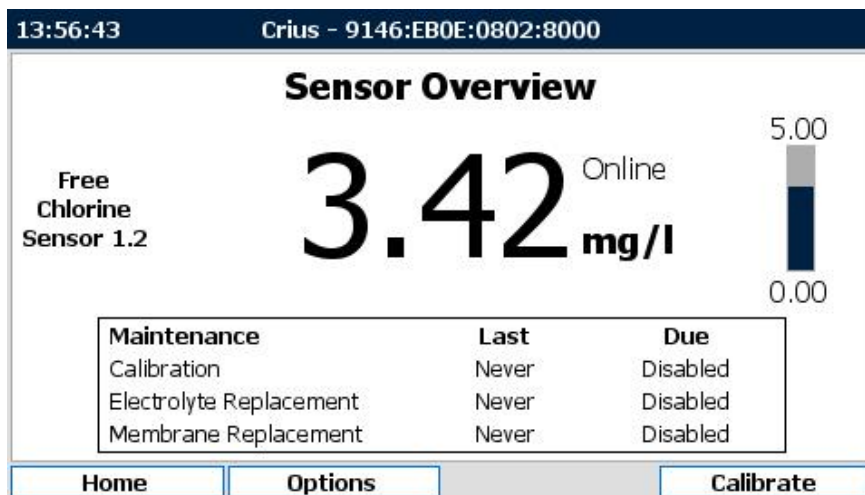 13:56:43 Crius - 9146:EB0E:0802:8000
Sensor Overview
Free
Chlorine
Sensor 1.2
3.42
Online
mg/l
5.00
0.00
Maintenance Last Due
Calibration Never Disabled
Electrolyte Replacement Never Disabled
Membrane Replacement Never Disabled
Home Options Calibrate